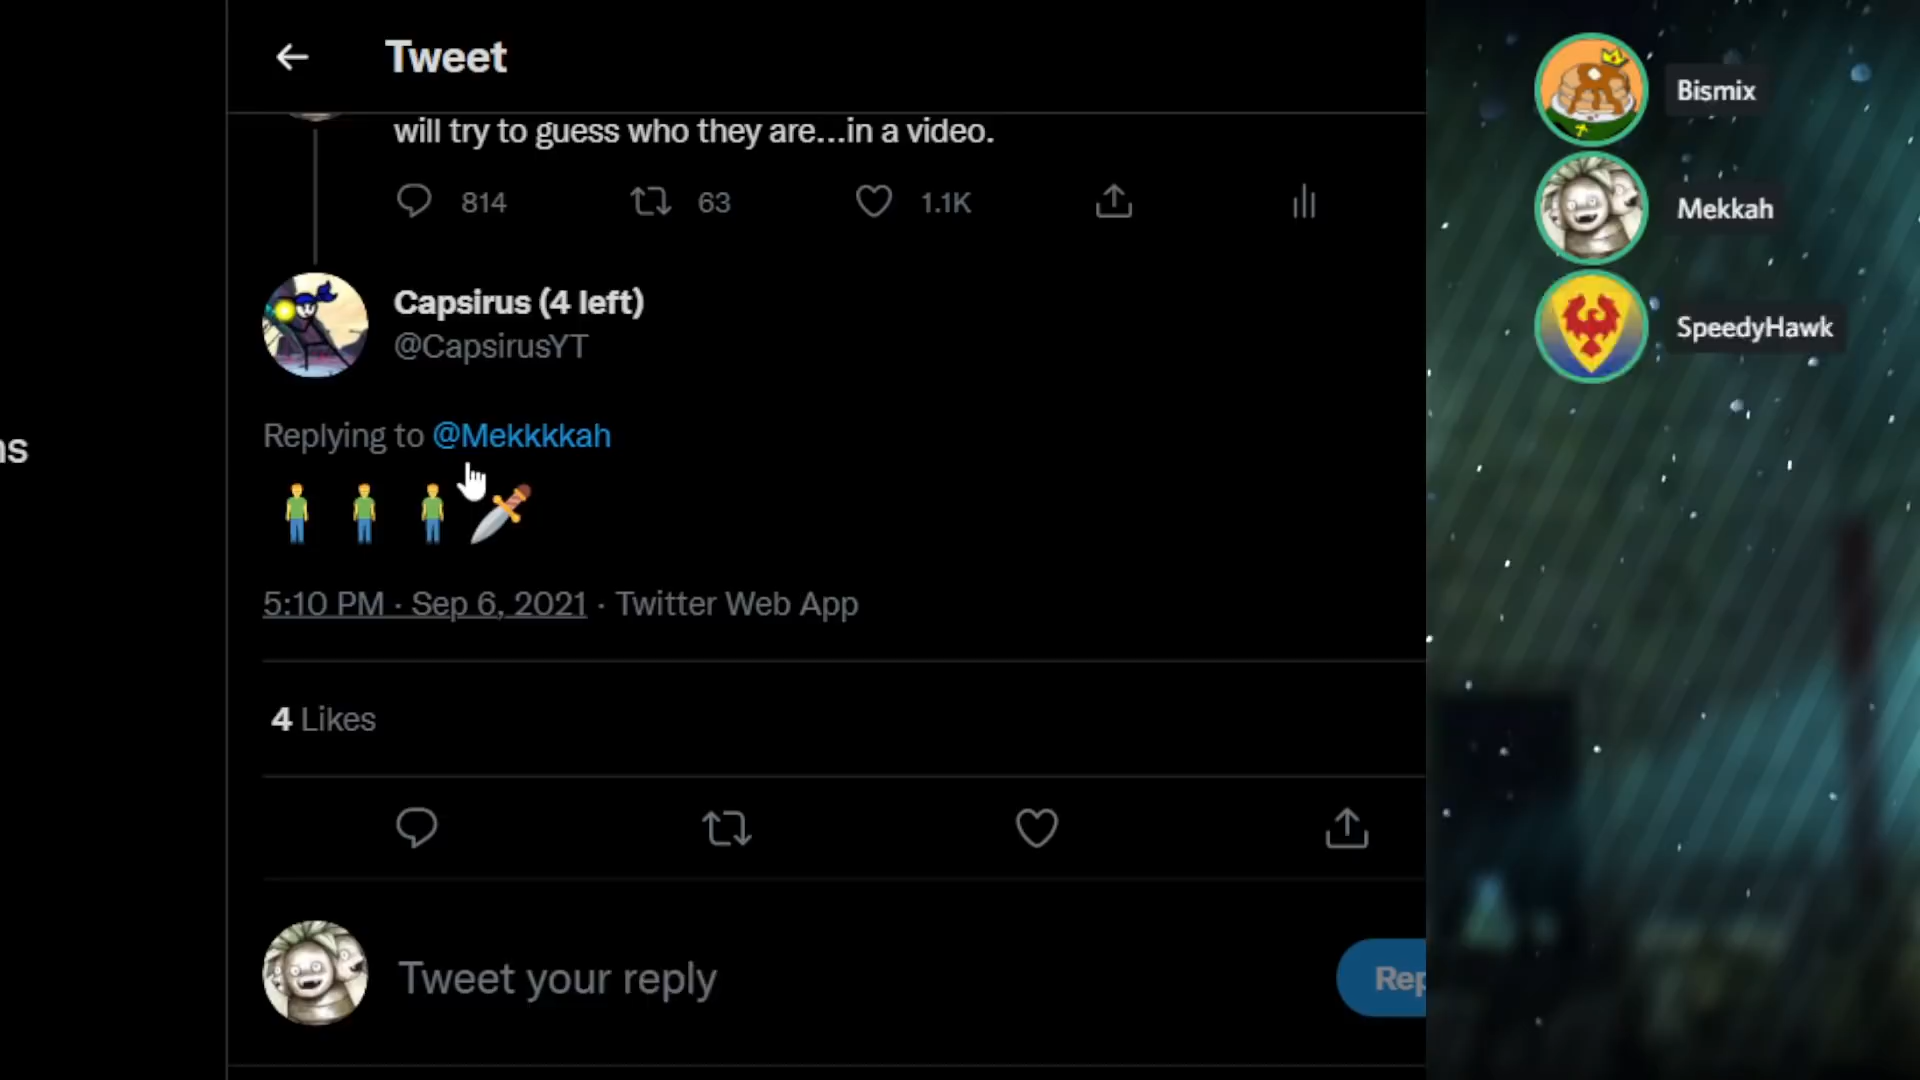 Tweet
will try to guess who they are...in a video.
814 63 1.1K
Capsirus (4 left)
@CapsirusYT
Replying to @Mekkkkah
5:10 PM · Sep 6, 2021 · Twitter Web App
4 Likes
Tweet your reply
Rep
ns
Bismix
Mekkah
SpeedyHawk